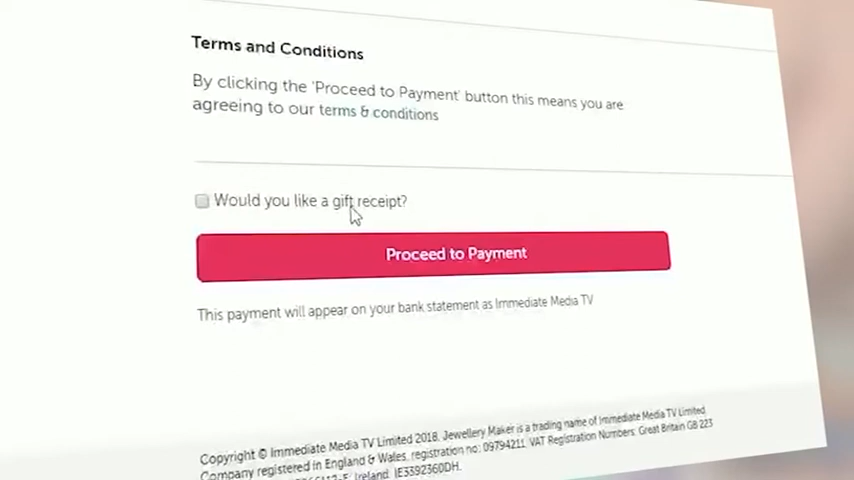 Terms and Conditions
By clicking the 'Proceed to Payment' button this means you are
agreeing to our terms & conditions
Would you like a gift receipt?
Proceed to Payment
This payment will appear on your bank statement as Immediate Media TV
Copyright © Immediate Media TV Limited 2018. Jewellery Maker is a trading name of Immediate Media TV Limited.
Company registered in England & Wales, registration no: 09794211. VAT Registration Numbers: Great Britain GB 223
Ireland: IE3392360DH.